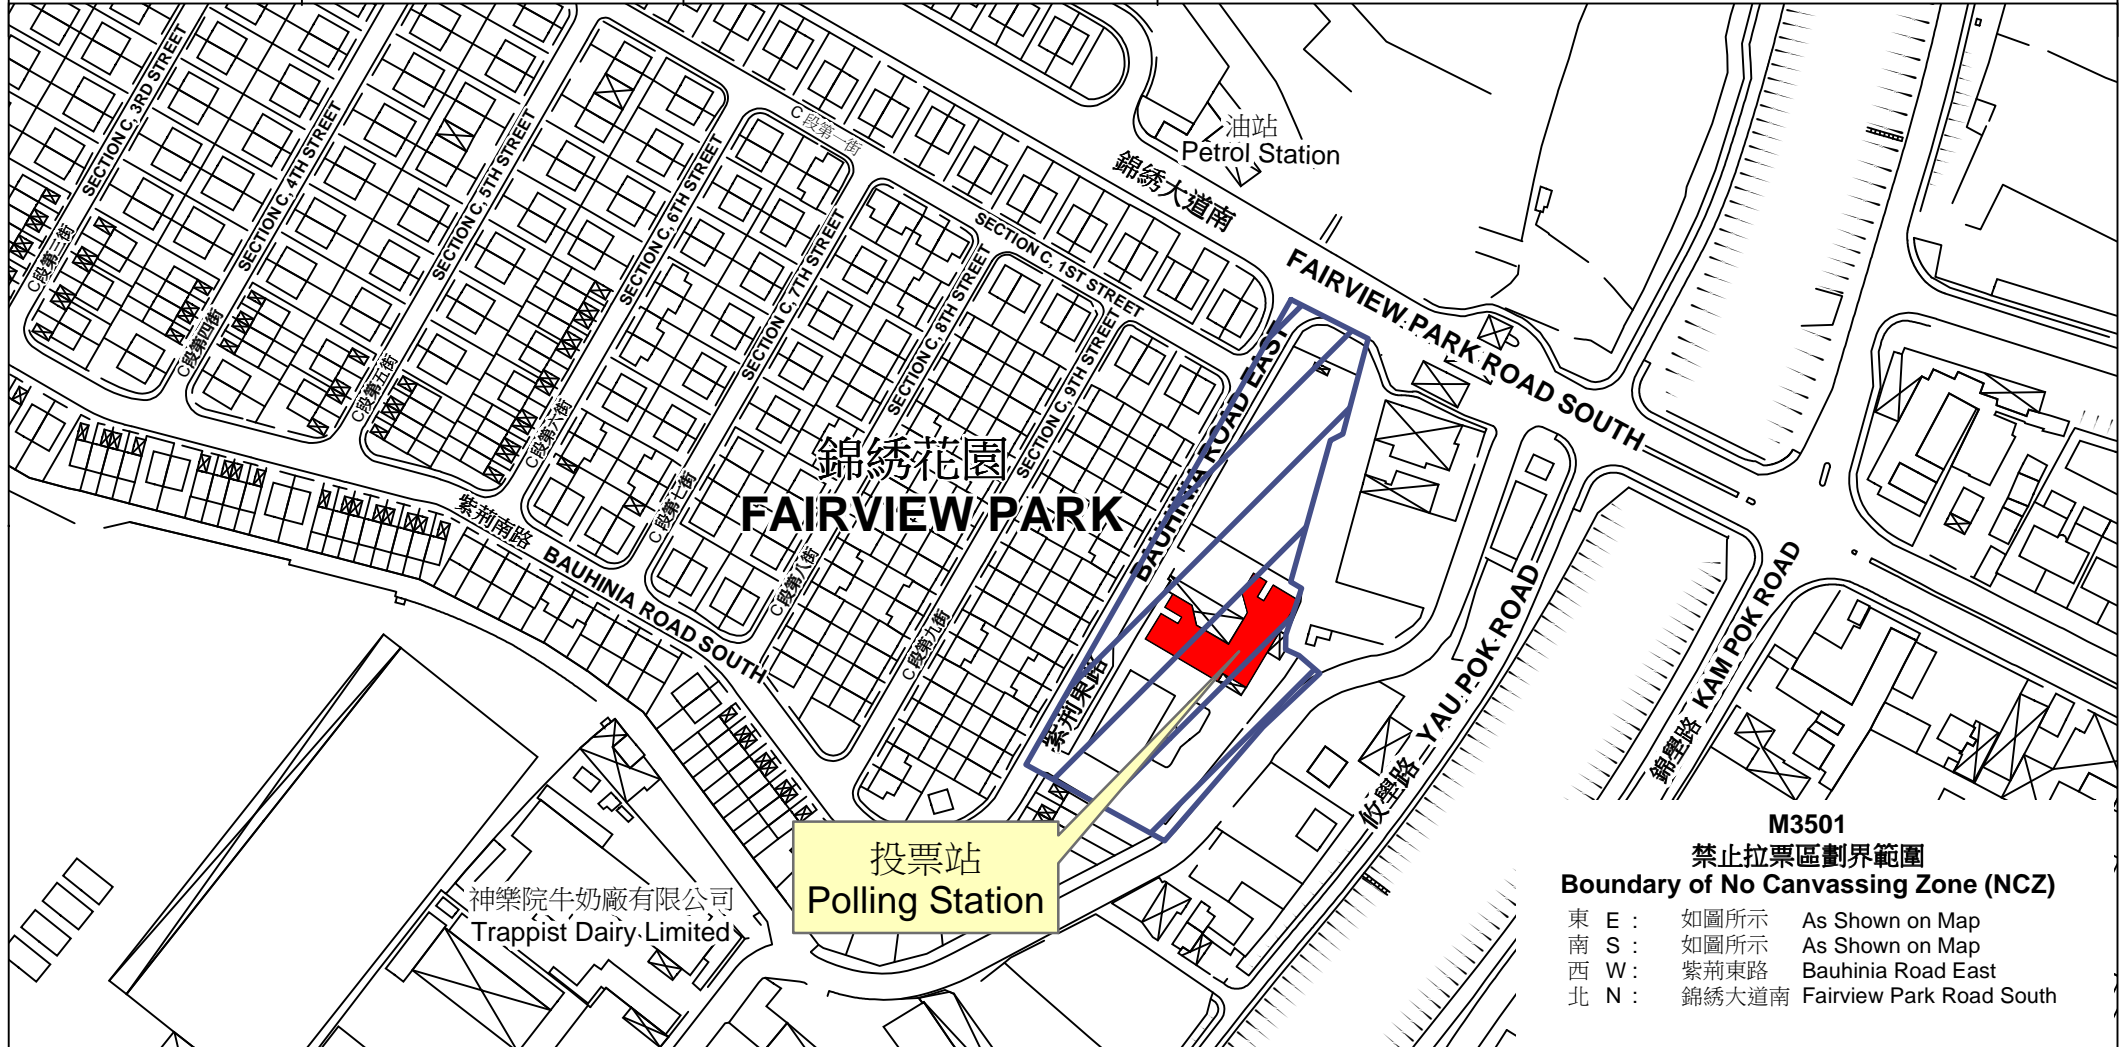 SECTION C, 3RD STREET
C段第三街
SECTION C, 4TH STREET
C段第四街
SECTION C, 5TH STREET
C段第五街
SECTION C, 6TH STREET
C段第六街
SECTION C, 7TH STREET
C段第七街
SECTION C, 8TH STREET
C段第八街
SECTION C, 9TH STREET
C段第九街
C段第一街
SECTION C, 1ST STREET
油站
Petrol Station
錦綉大道南
FAIRVIEW PARK ROAD SOUTH
錦綉花園
FAIRVIEW PARK
BAUHINIA ROAD EAST
紫荊東路
紫荊南路
BAUHINIA ROAD SOUTH
攸壆路
YAU POK ROAD
錦壆路
KAM POK ROAD
投票站
Polling Station
神樂院牛奶廠有限公司
Trappist Dairy Limited
M3501
禁止拉票區劃界範圍
Boundary of No Canvassing Zone (NCZ)
東 E : 如圖所示 As Shown on Map
南 S : 如圖所示 As Shown on Map
西 W : 紫荊東路 Bauhinia Road East
北 N : 錦綉大道南 Fairview Park Road South